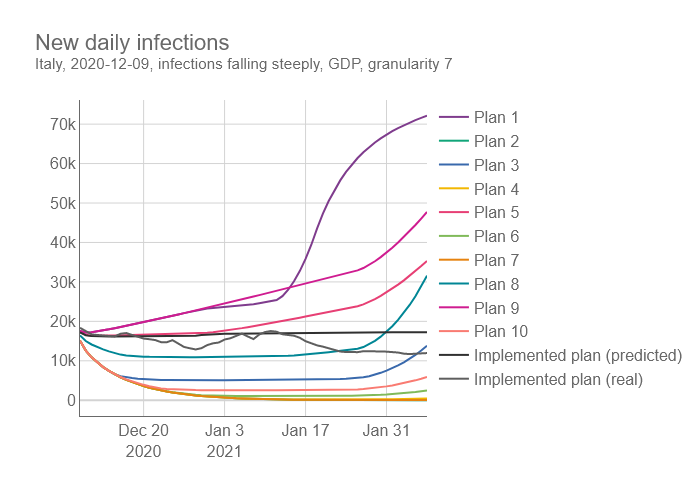 New daily infections
Italy, 2020-12-09, infections falling steeply, GDP, granularity 7
70k
60k
50k
40k
30k
20k
10k
0
Dec 20
2020
Jan 3
2021
Jan 17
Jan 31
Plan 1
Plan 2
Plan 3
Plan 4
Plan 5
Plan 6
Plan 7
Plan 8
Plan 9
Plan 10
Implemented plan (predicted)
Implemented plan (real)